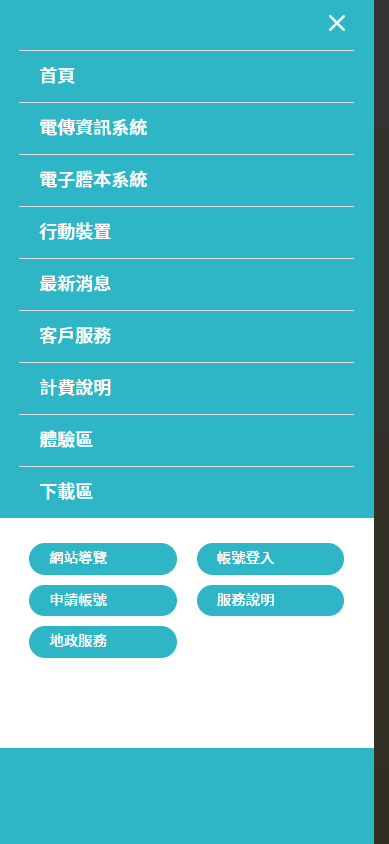 首頁
電傳資訊系統
電子謄本系統
行動裝置
最新消息
客戶服務
計費說明
體驗區
下載區
網站導覽
帳號登入
申請帳號
服務說明
地政服務